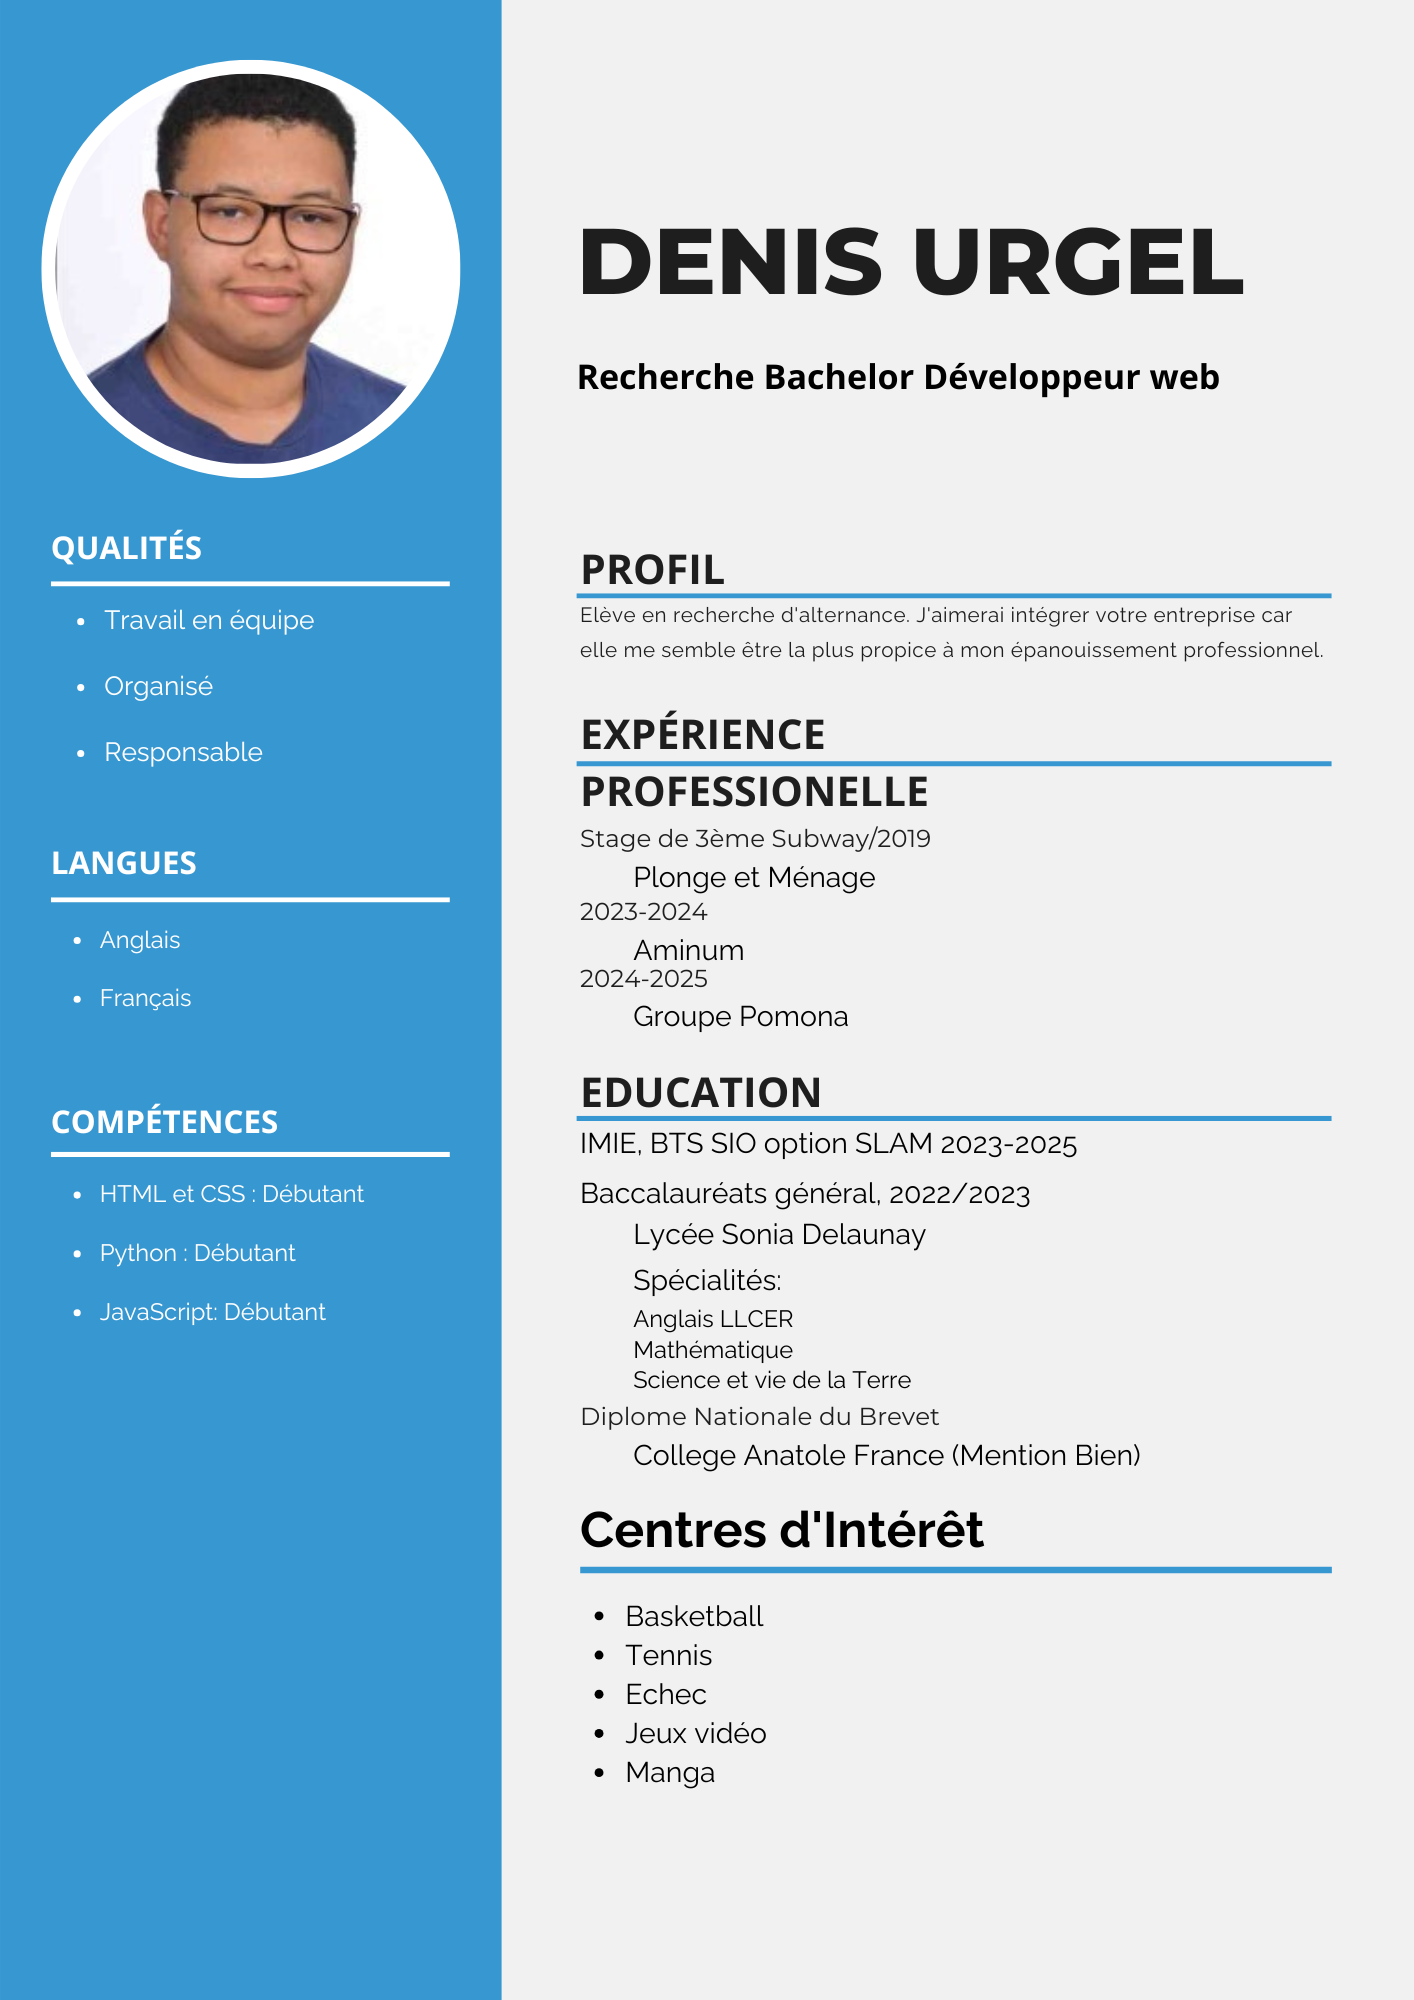 DENIS URGEL
Recherche Bachelor Développeur web
QUALITÉS
Travail en équipe
Organisé
Responsable
LANGUES
Anglais
Français
COMPÉTENCES
HTML et CSS : Débutant
Python : Débutant
JavaScript: Débutant
PROFIL
Elève en recherche d'alternance. J'aimerai intégrer votre entreprise car
elle me semble être la plus propice à mon épanouissement professionnel.
EXPÉRIENCE
PROFESSIONELLE
Stage de 3ème Subway/2019
Plonge et Ménage
2023-2024
Aminum
2024-2025
Groupe Pomona
EDUCATION
IMIE, BTS SIO option SLAM 2023-2025
Baccalauréats général, 2022/2023
Lycée Sonia Delaunay
Spécialités:
Anglais LLCER
Mathématique
Science et vie de la Terre
Diplome Nationale du Brevet
College Anatole France (Mention Bien)
Centres d'Intérêt
Basketball
Tennis
Echec
Jeux vidéo
Manga